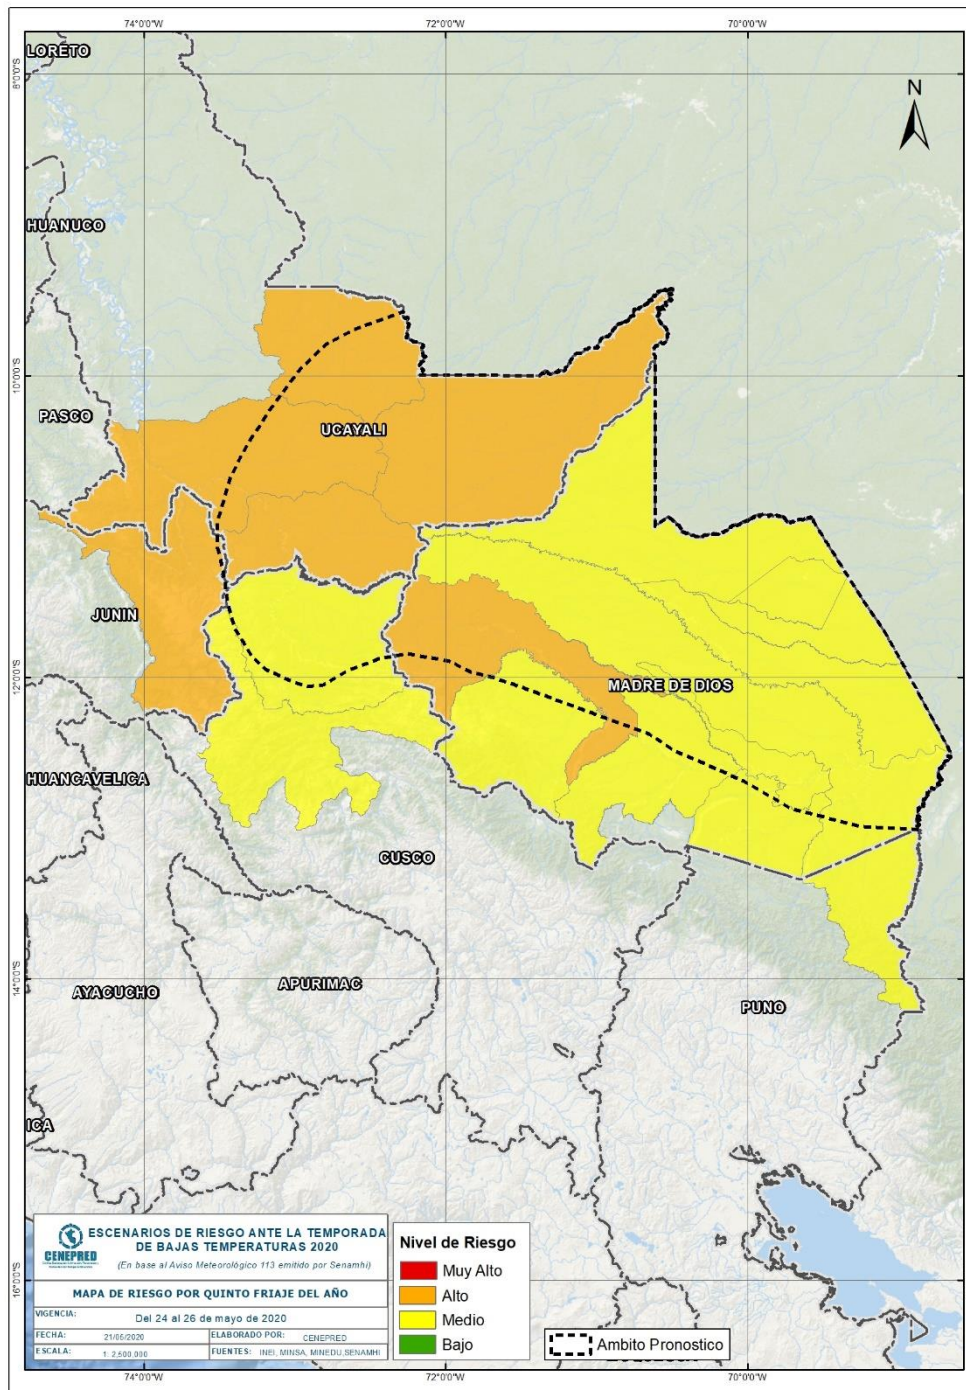 74°0'0"W
72°0'0"W
70°0'0"W
LORETO
8°0'0"S
N
HUANUCO
10°0'0"S
PASCO
UCAYALI
JUNIN
12°0'0"S
MADRE DE DIOS
HUANCAVELICA
CUSCO
14°0'0"S
AYACUCHO
APURIMAC
PUNO
ICA
16°0'0"S
CENEPRED
ESCENARIOS DE RIESGO ANTE LA TEMPORADA
DE BAJAS TEMPERATURAS 2020
(En base al Aviso Meteorológico 113 emitido por Senamhi)
MAPA DE RIESGO POR QUINTO FRIAJE DEL AÑO
VIGENCIA:
Del 24 al 26 de mayo de 2020
FECHA: 21/05/2020
ELABORADO POR: CENEPRED
ESCALA: 1: 2,500,000
FUENTES: INEI, MINSA, MINEDU,SENAMHI
Nivel de Riesgo
Muy Alto
Alto
Medio
Bajo
Ambito Pronostico
74°0'0"W
72°0'0"W
70°0'0"W